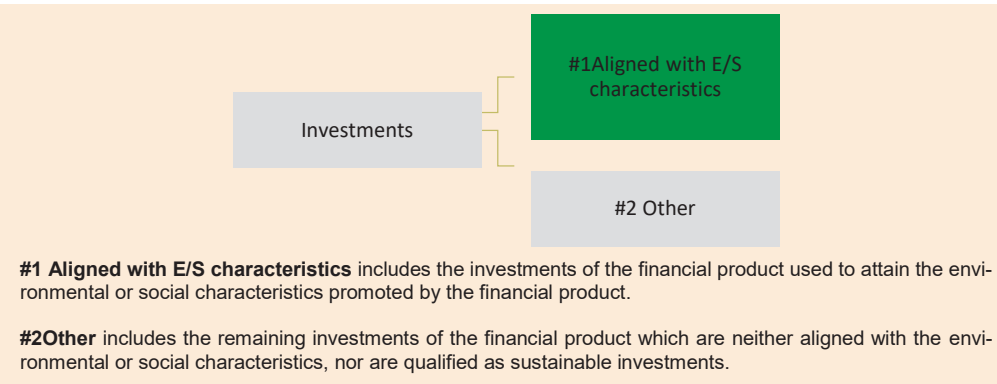 #1Aligned with E/S
characteristics
Investments
#2 Other
#1 Aligned with E/S characteristics includes the investments of the financial product used to attain the envi-
ronmental or social characteristics promoted by the financial product.
#2Other includes the remaining investments of the financial product which are neither aligned with the envi-
ronmental or social characteristics, nor are qualified as sustainable investments.